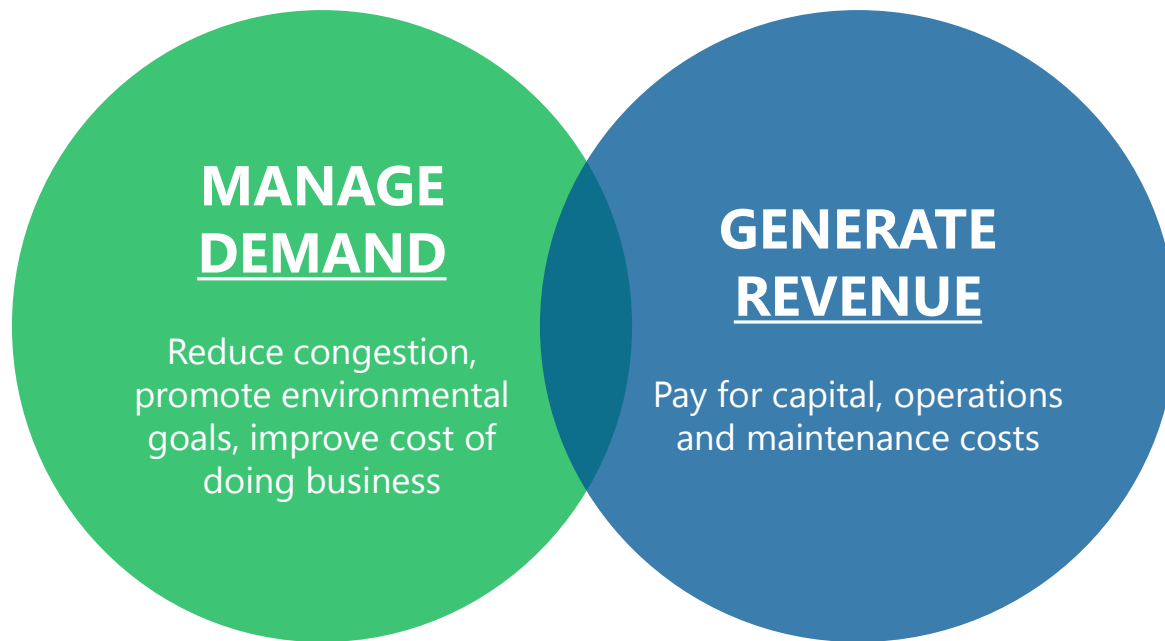 MANAGE
DEMAND
Reduce congestion,
promote environmental
goals, improve cost of
doing business
GENERATE
REVENUE
Pay for capital, operations
and maintenance costs